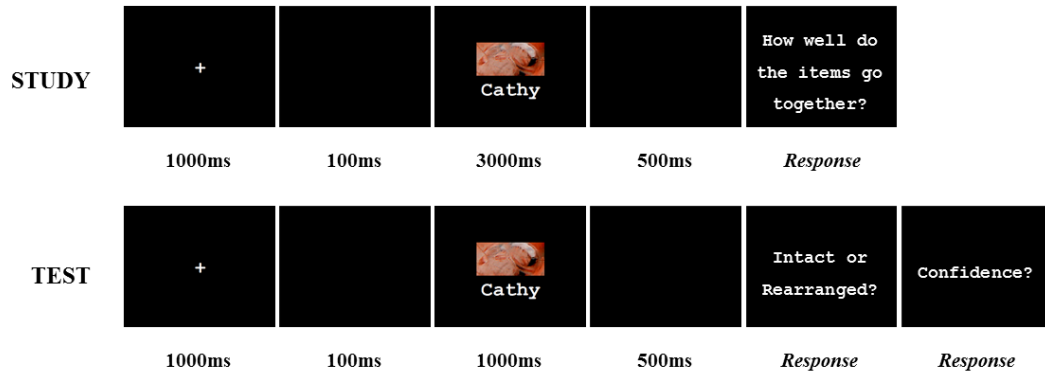 STUDY
+
Cathy
How well do
the items go
together?
1000ms 100ms 3000ms 500ms Response
TEST
+
Cathy
Intact or
Rearranged?
Confidence?
1000ms 100ms 1000ms 500ms Response Response